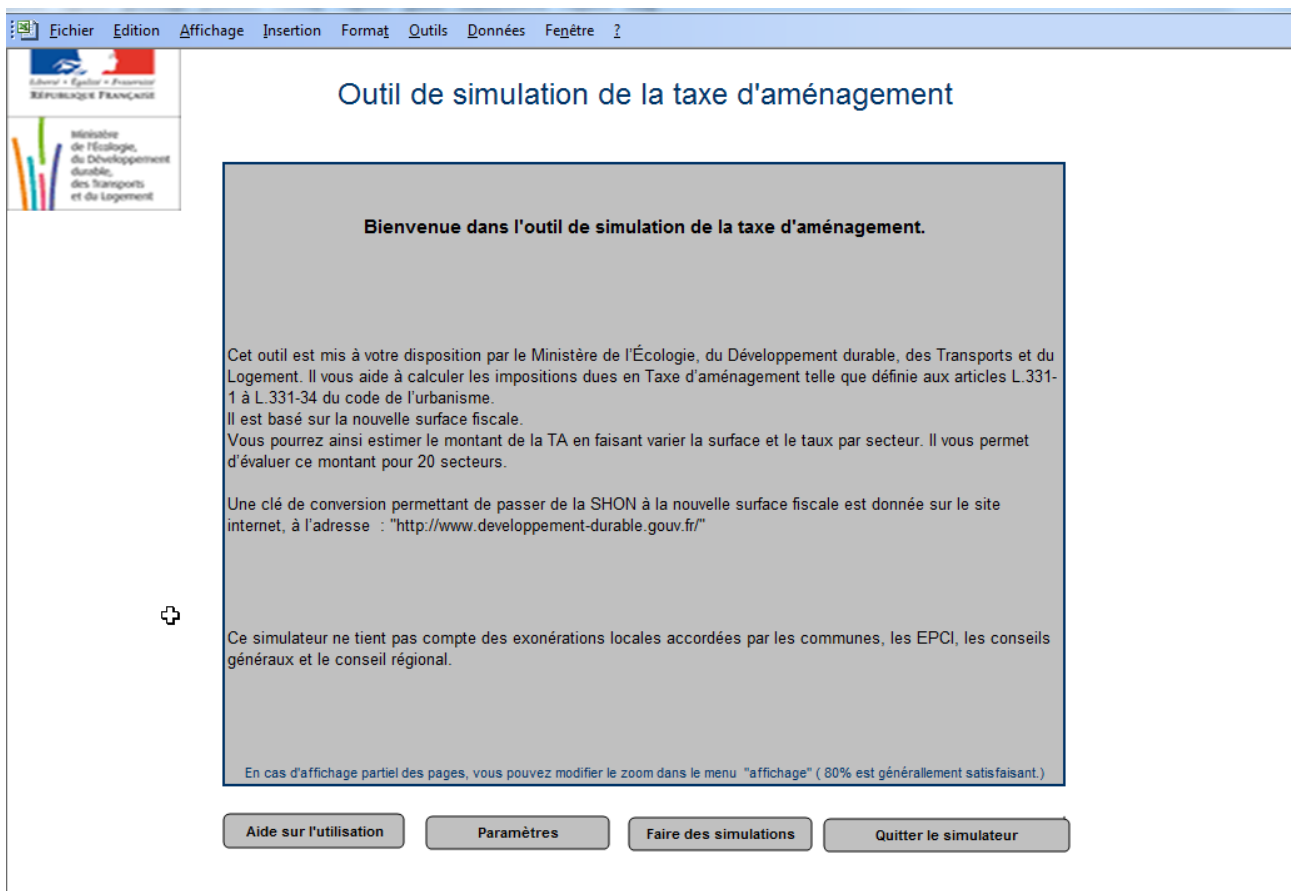 Fichier Edition Affichage Insertion Format Outils Données Fenêtre ?
Liberté • Égalité • Fraternité
RÉPUBLIQUE FRANÇAISE
Outil de simulation de la taxe d'aménagement
Ministère
de l'Écologie,
du Développement
durable,
des Transports
et du Logement
Bienvenue dans l'outil de simulation de la taxe d'aménagement.
Cet outil est mis à votre disposition par le Ministère de l'Écologie, du Développement durable, des Transports et du
Logement. Il vous aide à calculer les impositions dues en Taxe d'aménagement telle que définie aux articles L.331-
1 à L.331-34 du code de l'urbanisme.
Il est basé sur la nouvelle surface fiscale.
Vous pourrez ainsi estimer le montant de la TA en faisant varier la surface et le taux par secteur. Il vous permet
d'évaluer ce montant pour 20 secteurs.
Une clé de conversion permettant de passer de la SHON à la nouvelle surface fiscale est donnée sur le site
internet, à l'adresse : "http://www.developpement-durable.gouv.fr/"
Ce simulateur ne tient pas compte des exonérations locales accordées par les communes, les EPCI, les conseils
généraux et le conseil régional.
En cas d'affichage partiel des pages, vous pouvez modifier le zoom dans le menu "affichage" ( 80% est générallement satisfaisant.)
Aide sur l'utilisation
Paramètres
Faire des simulations
Quitter le simulateur